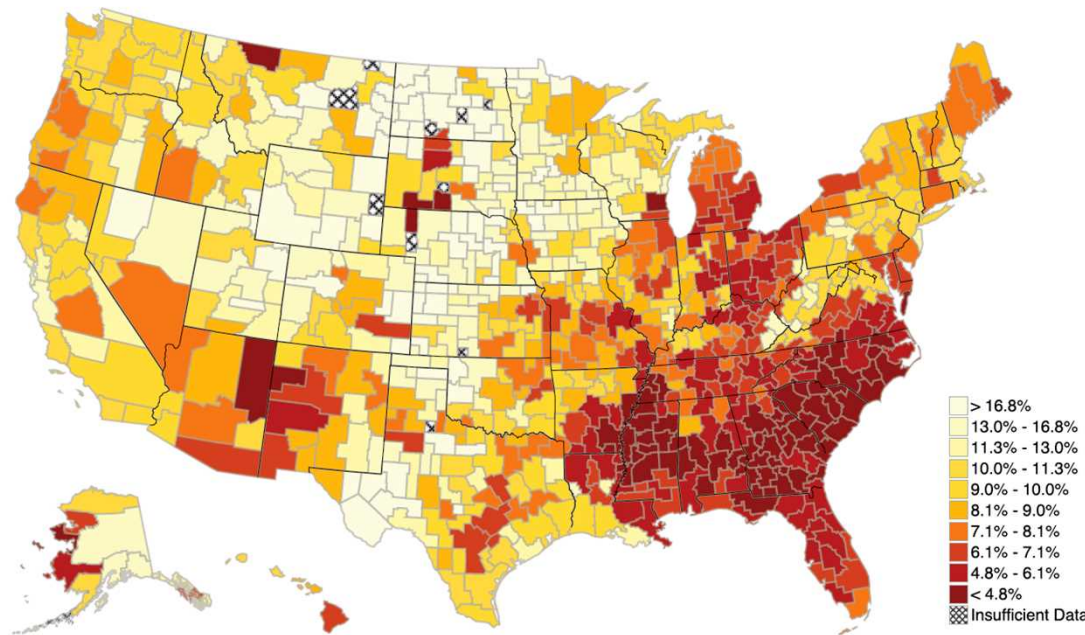 > 16.8%
13.0% - 16.8%
11.3% - 13.0%
10.0% - 11.3%
9.0% - 10.0%
8.1% - 9.0%
7.1% - 8.1%
6.1% - 7.1%
4.8% - 6.1%
< 4.8%
Insufficient Data